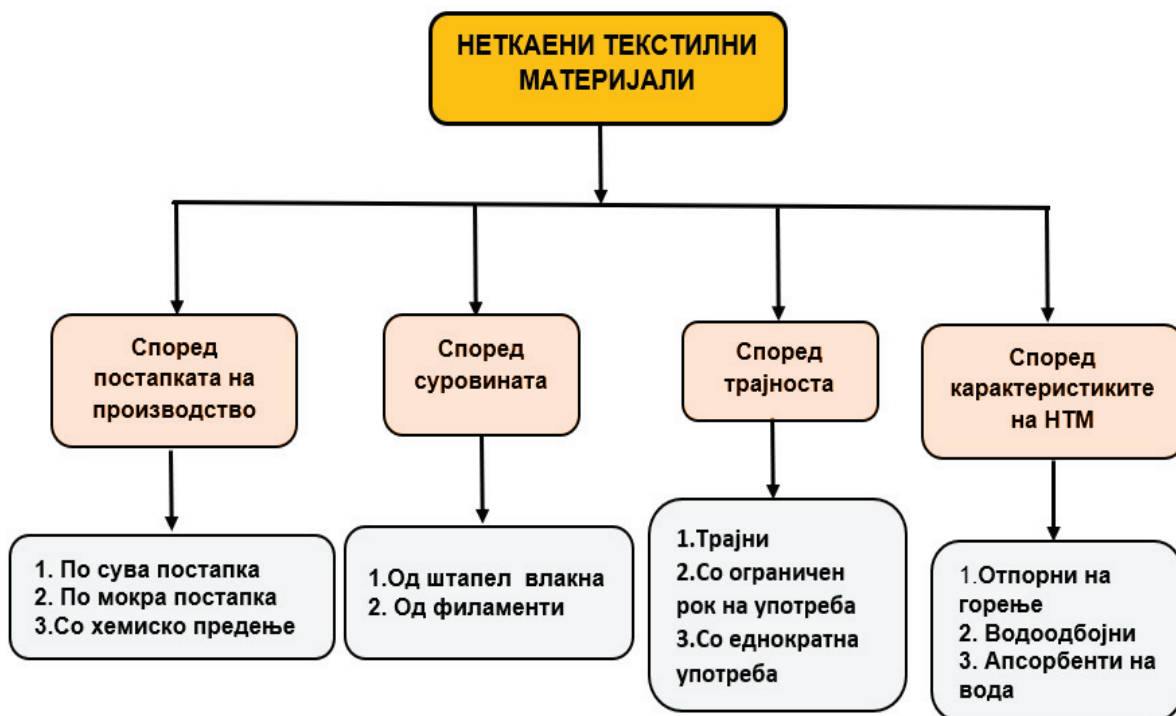 НЕТКАЕНИ ТЕКСТИЛНИ
МАТЕРИЈАЛИ
Според
постапката на
производство
Според
суровината
Според
трајноста
Според
карактеристиките
на НТМ
1. По сува постапка
2. По мокра постапка
3.Со хемиско предење
1.Од штапел влакна
2. Од филаменти
1.Трајни
2.Со ограничен
рок на употреба
3.Со еднократна
употреба
1.Отпорни на
горење
2. Водоодбојни
3. Апсорбенти на
вода